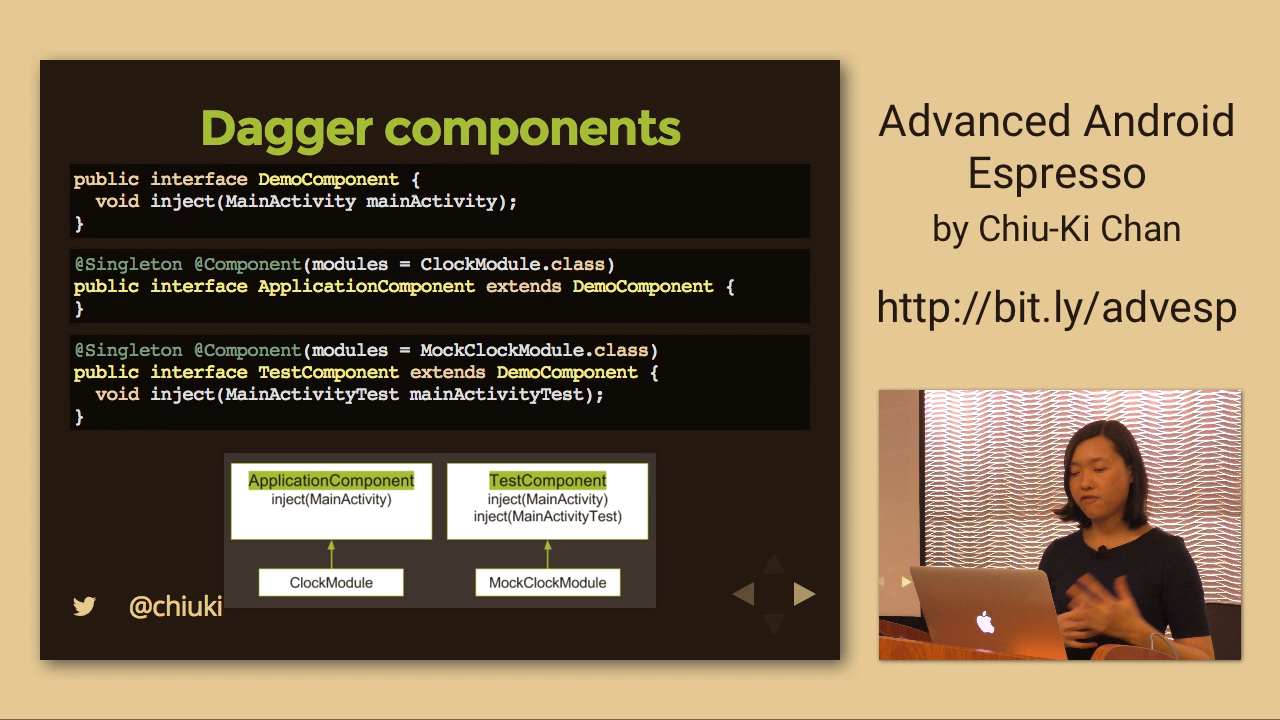 Dagger components
public interface DemoComponent {
  void inject(MainActivity mainActivity);
}
@Singleton @Component(modules = ClockModule.class)
public interface ApplicationComponent extends DemoComponent {
}
@Singleton @Component(modules = MockClockModule.class)
public interface TestComponent extends DemoComponent {
  void inject(MainActivityTest mainActivityTest);
}
ApplicationComponent
inject(MainActivity)
ClockModule
TestComponent
inject(MainActivity)
inject(MainActivityTest)
MockClockModule
@chiuki
Advanced Android
Espresso
by Chiu-Ki Chan
http://bit.ly/advesp